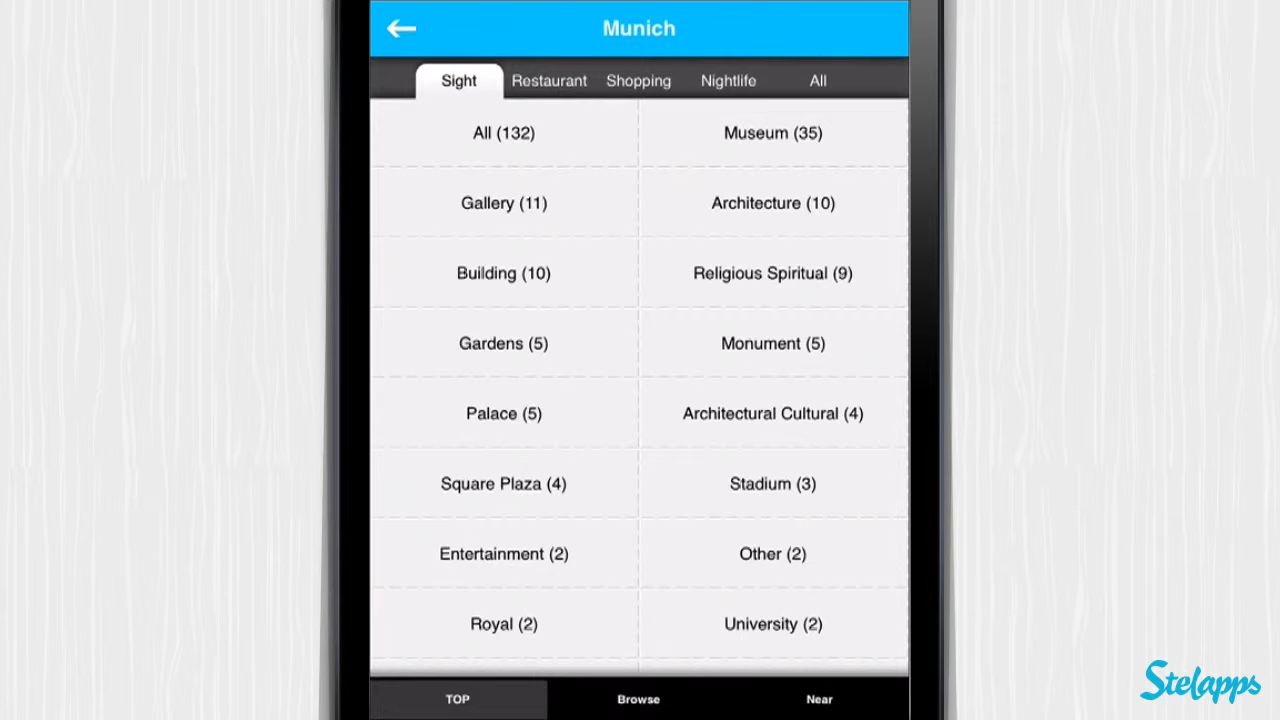 Munich
Sight Restaurant Shopping Nightlife All
All (132) Museum (35)
Gallery (11) Architecture (10)
Building (10) Religious Spiritual (9)
Gardens (5) Monument (5)
Palace (5) Architectural Cultural (4)
Square Plaza (4) Stadium (3)
Entertainment (2) Other (2)
Royal (2) University (2)
TOP Browse Near
Stelapps